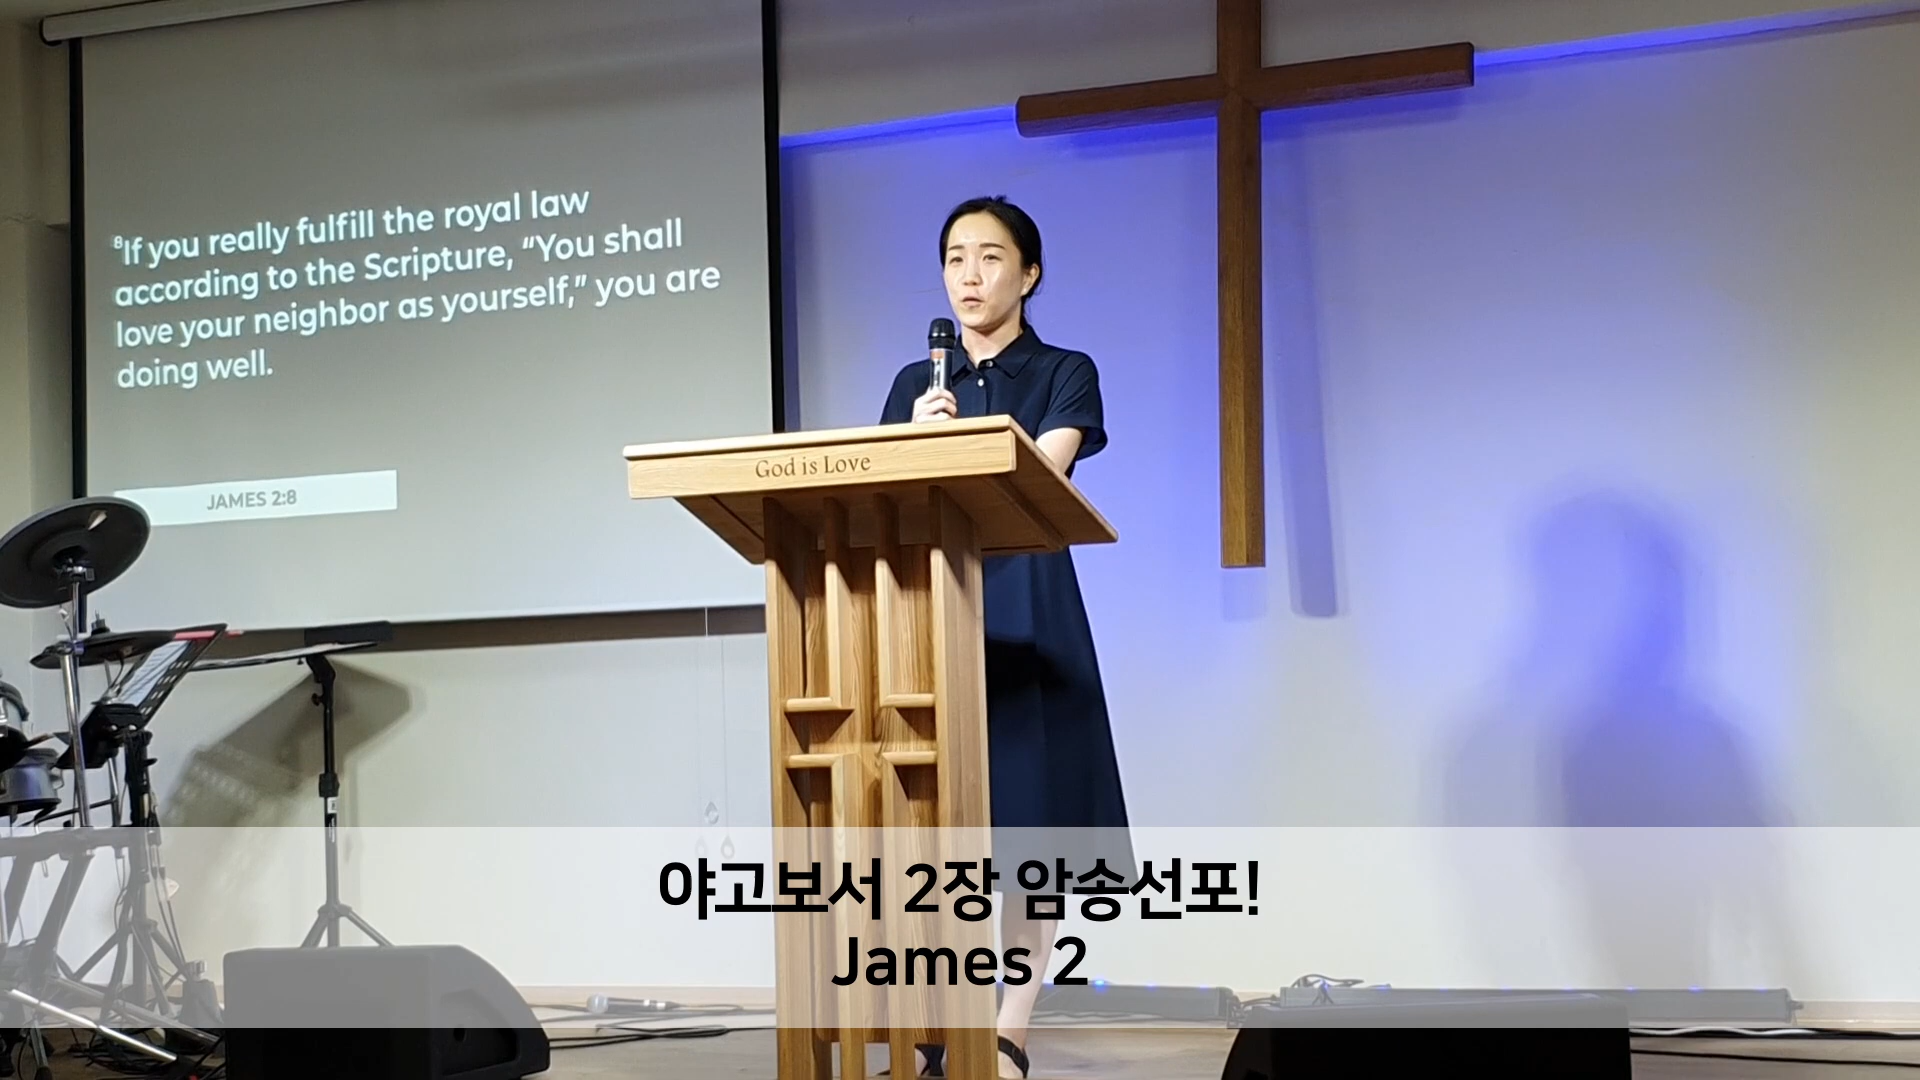 ⁸If you really fulfill the royal law
according to the Scripture, “You shall
love your neighbor as yourself,” you are
doing well.
JAMES 2:8
God is Love
야고보서 2장 암송선포!
James 2